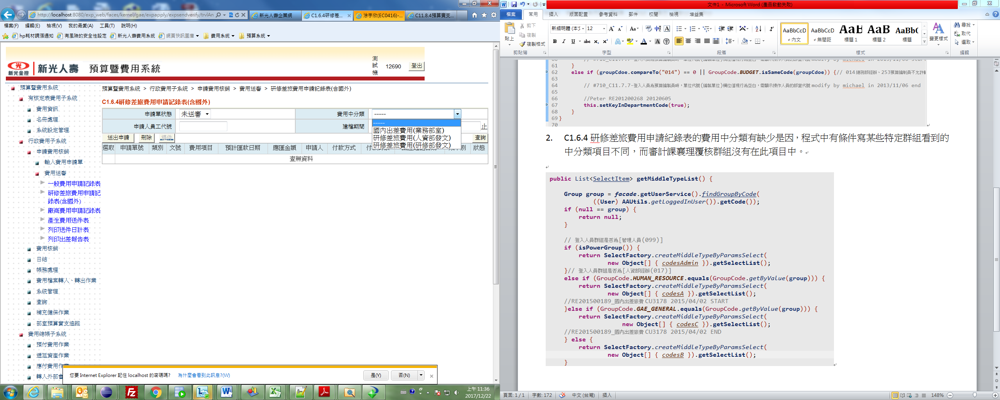 http://localhost:8080/exp_web/faces/kernel/gae/expapply/expsendverify/trvlAn
新光人壽企業網
C1.6.4研修差...
涂宇欣(EC0416)-...
C11.8.4預算實支...
檔案(F) 編輯(E) 檢視(V) 我的最愛(A) 工具(T) 說明(H)
hp耗材調漲通知 有風險的安全性設定 新光人壽費用系統 網頁快訊圖庫 費用系統 預算系統
新光金控 新光人壽 預算暨費用系統
測試機 12690 登出
預算暨費用系統
有核定表費用子系統
費用資訊
名冊處理
系統設定管理
行政費用子系統
申請費用核銷
輸入費用申請單
費用送審
一般費用申請記錄表
研修差旅費用申請記
錄表(含國外)
廠商費用申請記錄表
產生費用送件表
列印送件日計表
列印出差報告表
費用核銷
日結
帳務處理
費用檔案轉入、轉出作業
系統管理
查詢
補充健保作業
部室預算實支追蹤
費用總帳子系統
預付費用作業
遞延資產作業
應付費用作業
轉入外部會
預算暨費用系統 > 行政費用子系統 > 申請費用核銷 > 費用送審 > 研修差旅費用申請記錄表(含國外)
C1.6.4研修差旅費用申請記錄表(含國外)
申請單狀態 未送審 費用中分類 -----
申請人員工代號 建檔期間 止
-----
國內出差費用(業務部室)
研修差旅費用(人資部發文)
研修差旅費用(研修部發文)
送出申請 刪除 退件 查詢
選取 申請單號 類別 文號 費用項目 預計匯款日期 應匯金額 申請人 付款方式 狀態
查無資料
您要 Internet Explorer 記住 localhost 的密碼嗎? 為什麼會看到此訊息?(W) 是(Y) 否(N)
上午 11:36
2017/12/22
文件1 - Microsoft Word (產品啟動失敗)
檔案 常用 插入 版面配置 參考資料 郵件 校閱 檢視 增益集
貼上 剪下 複製 複製格式
新細明體 (本文 12
AaBbCcD AaBbCcD AaBb AaB AaBbC
內文 無間距 標題 1 標題 2 標題
變更樣式
尋找 取代 選取
剪貼簿 字型 段落 樣式 編輯
61 }
62 else if (groupCdoe.compareTo("014") == 0 || GroupCode.BUDGET.isSameCode(groupCdoe)) {// 014總務部經辦、253預算編制員不允許
63
64 // #710_C11.7.7-登入人員為預算編製員時，單位代號(編製單位)欄位值現行為空白，需顯示操作人員的部室代號 modify by michael in 2013/11/06 end
65
66 //Peter RE201200268 20120605
67 this.setKeyInDepartmentCode(true);
68 }
69 }
70
2. C1.6.4 研修差旅費用申請紀錄表的費用中分類有缺少是因，程式中有條件寫某些特定群組看到的
中分類項目不同，而審計課襄理覆核群組沒有在此項目中。
public List<SelectItem> getMiddleTypeList() {
Group group = facade.getUserService().findGroupByCode(
((User) AAUtils.getLoggedInUser()).getCode());
if (null == group) {
return null;
}
// 登入人員群組是否為[管理人員(099)]
if (isPowerGroup()) {
return SelectFactory.createMiddleTypeByParamsSelect(
new Object[] { codesAdmin }).getSelectList();
}// 登入人員群組是否為[人資部經辦(017)]
else if (GroupCode.HUMAN_RESOURCE.equals(GroupCode.getByValue(group))) {
return SelectFactory.createMiddleTypeByParamsSelect(
new Object[] { codesA }).getSelectList();
//RE201500189_國內出差旅費 CU3178 2015/04/02 START
}else if (GroupCode.GAE_GENERAL.equals(GroupCode.getByValue(group))) {
return SelectFactory.createMiddleTypeByParamsSelect(
new Object[] { codesC }).getSelectList();
//RE201500189_國內出差旅費 CU3178 2015/04/02 END
} else {
return SelectFactory.createMiddleTypeByParamsSelect(
new Object[] { codesB }).getSelectList();
}
頁面: 1 / 1 字數: 172 中文 (台灣) 插入 148%